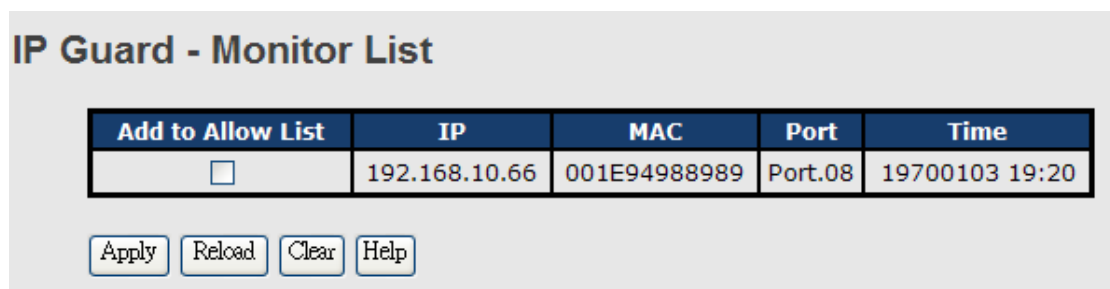 IP Guard - Monitor List
Add to Allow List IP MAC Port Time
192.168.10.66 001E94988989 Port.08 19700103 19:20
Apply Reload Clear Help